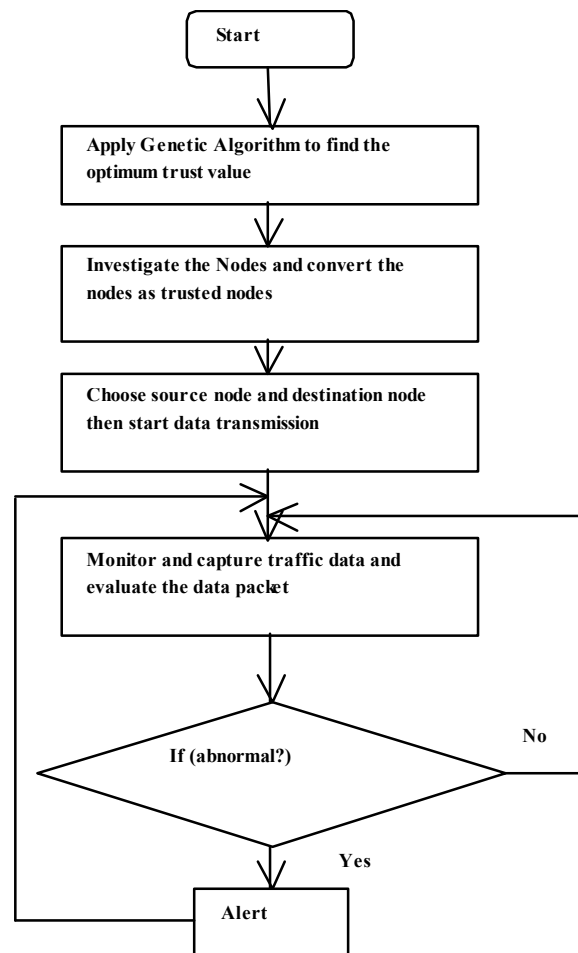 Start
Apply Genetic Algorithm to find the
optimum trust value
Investigate the Nodes and convert the
nodes as trusted nodes
Choose source node and destination node
then start data transmission
Monitor and capture traffic data and
evaluate the data packet
If (abnormal?)
No
Yes
Alert